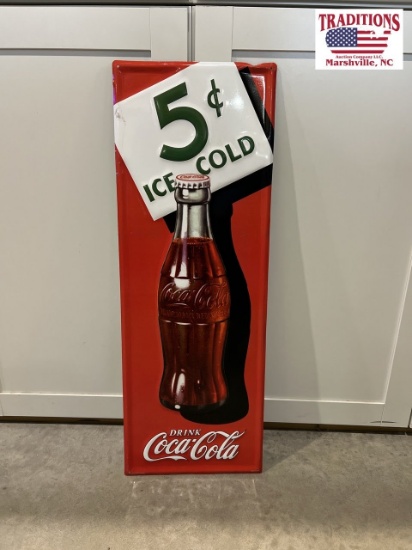 TRADITIONS
Auction Company LLC.
Marshville, NC
5¢
ICE COLD
Coca-Cola
DRINK
Coca-Cola